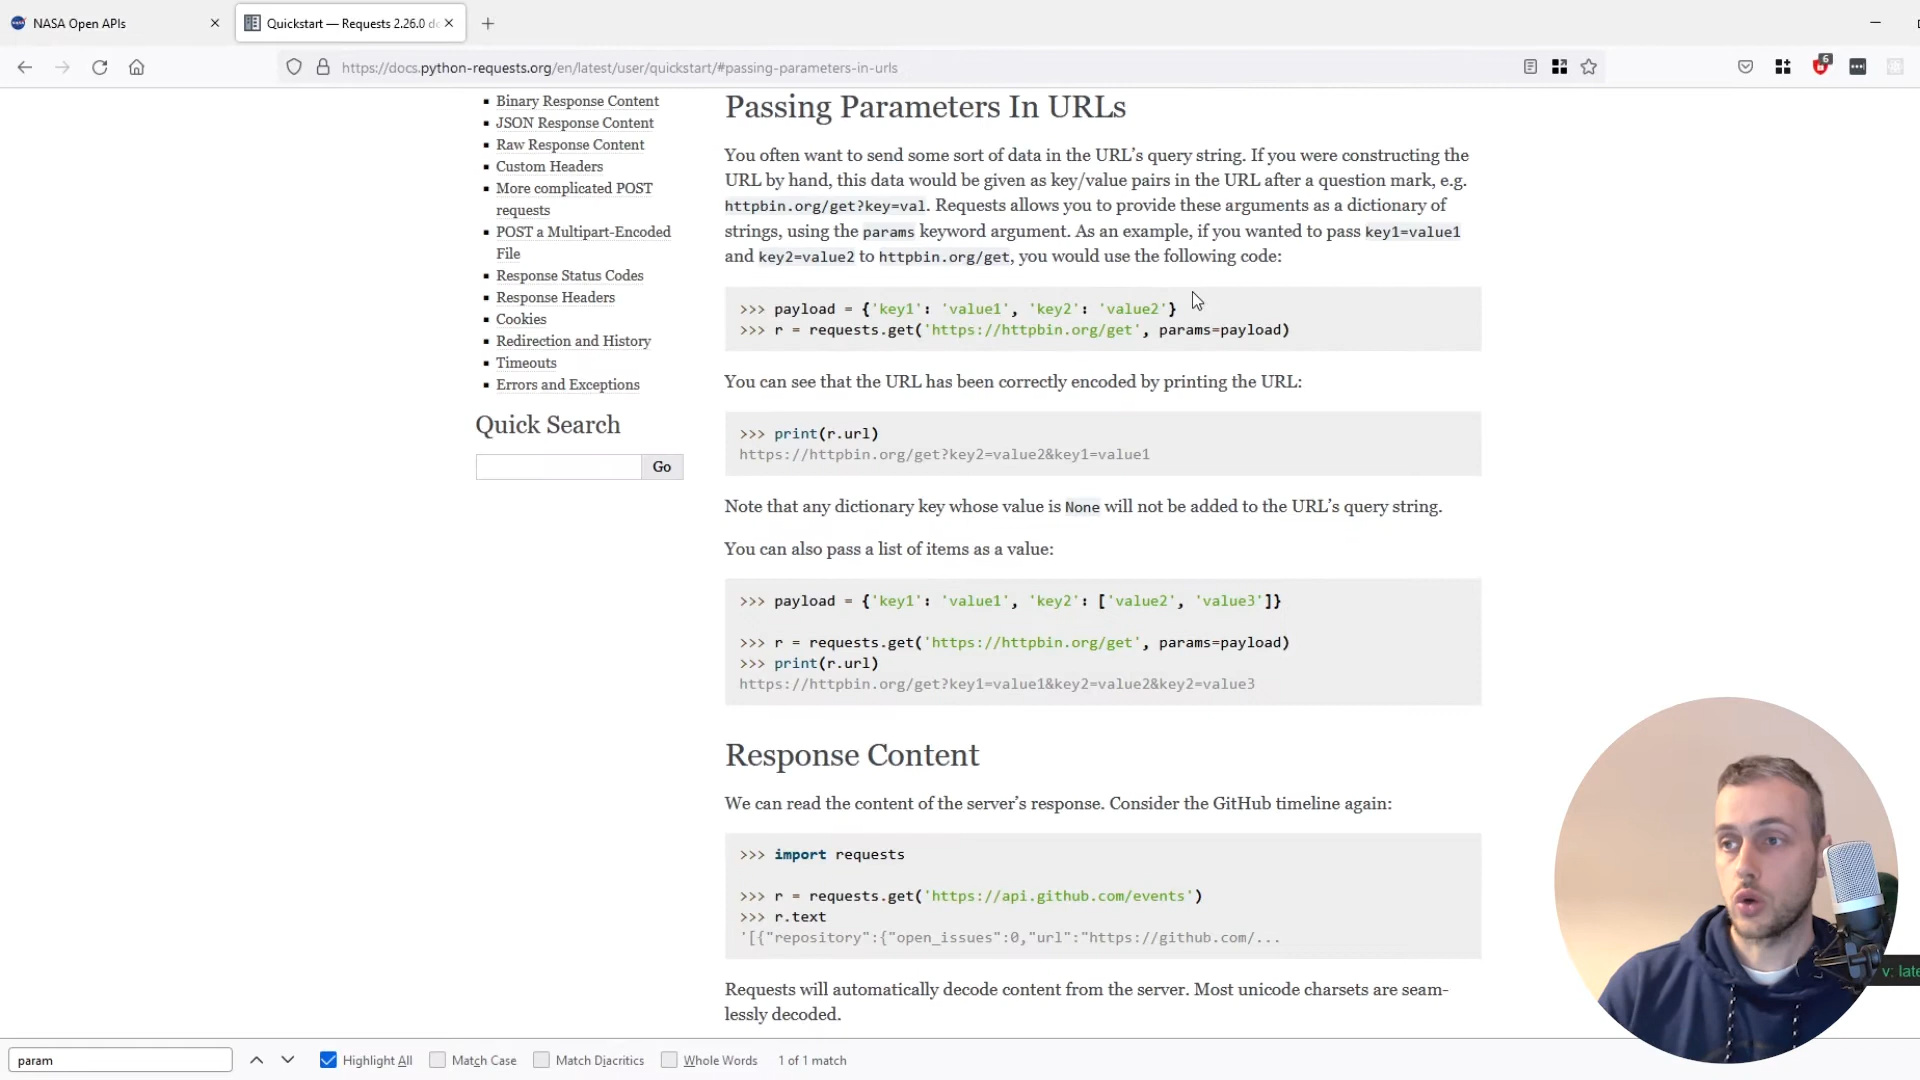 NASA Open APIs
Quickstart — Requests 2.26.0 do
https://docs.python-requests.org/en/latest/user/quickstart/#passing-parameters-in-urls
6
Binary Response Content
JSON Response Content
Raw Response Content
Custom Headers
More complicated POST
requests
POST a Multipart-Encoded
File
Response Status Codes
Response Headers
Cookies
Redirection and History
Timeouts
Errors and Exceptions
Quick Search
Go
Passing Parameters In URLs
You often want to send some sort of data in the URL’s query string. If you were constructing the
URL by hand, this data would be given as key/value pairs in the URL after a question mark, e.g.
httpbin.org/get?key=val. Requests allows you to provide these arguments as a dictionary of
strings, using the params keyword argument. As an example, if you wanted to pass key1=value1
and key2=value2 to httpbin.org/get, you would use the following code:
>>> payload = {'key1': 'value1', 'key2': 'value2'}
>>> r = requests.get('https://httpbin.org/get', params=payload)
You can see that the URL has been correctly encoded by printing the URL:
>>> print(r.url)
https://httpbin.org/get?key2=value2&key1=value1
Note that any dictionary key whose value is None will not be added to the URL’s query string.
You can also pass a list of items as a value:
>>> payload = {'key1': 'value1', 'key2': ['value2', 'value3']}
>>> r = requests.get('https://httpbin.org/get', params=payload)
>>> print(r.url)
https://httpbin.org/get?key1=value1&key2=value2&key2=value3
Response Content
We can read the content of the server’s response. Consider the GitHub timeline again:
>>> import requests
>>> r = requests.get('https://api.github.com/events')
>>> r.text
'[{"repository":{"open_issues":0,"url":"https://github.com/...
Requests will automatically decode content from the server. Most unicode charsets are seam-
lessly decoded.
v: late
param
Highlight All
Match Case
Match Diacritics
Whole Words
1 of 1 match